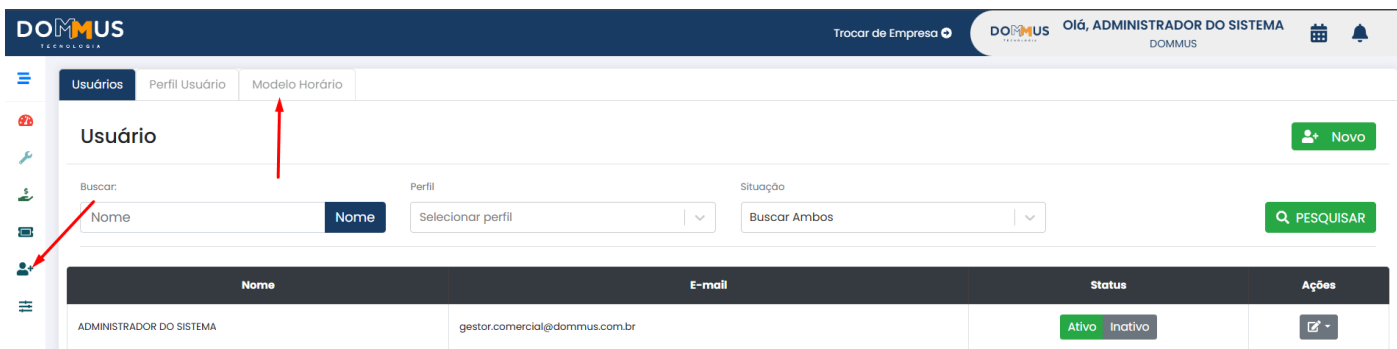 DOMMUS
TECNOLOGIA
Trocar de Empresa
DOMMUS
Olá, ADMINISTRADOR DO SISTEMA
DOMMUS
Usuários
Perfil Usuário
Modelo Horário
Usuário
Novo
Buscar:
Perfil
Situação
Nome
Nome
Selecionar perfil
Buscar Ambos
PESQUISAR
Nome
E-mail
Status
Ações
ADMINISTRADOR DO SISTEMA
gestor.comercial@dommus.com.br
Ativo
Inativo